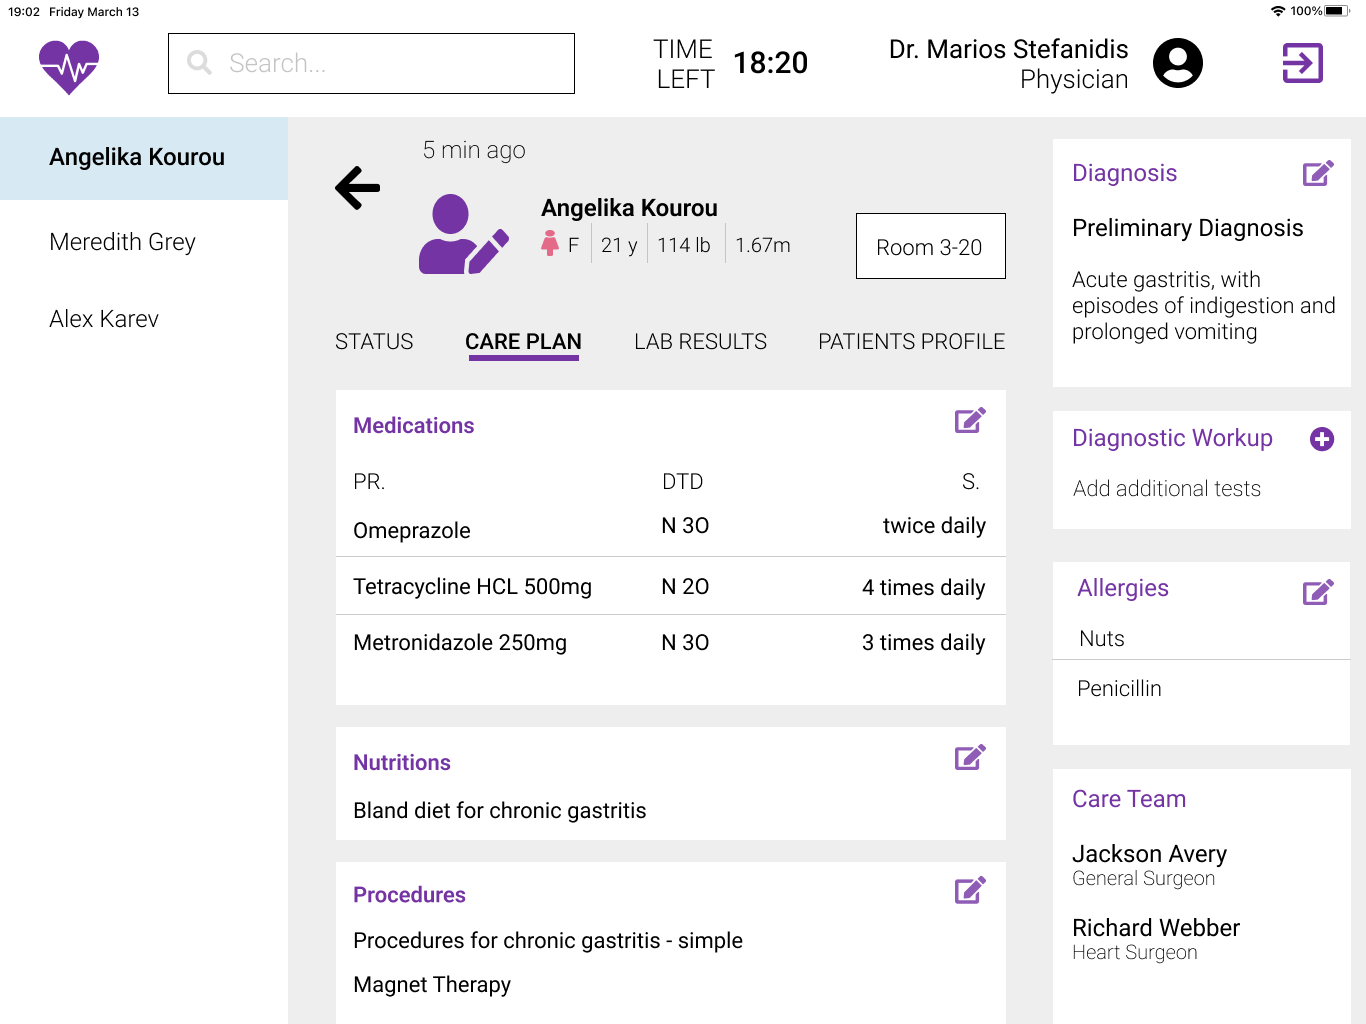 19:02 Friday March 13
100%
Search...
TIME
LEFT
18:20
Dr. Marios Stefanidis
Physician
Angelika Kourou
Meredith Grey
Alex Karev
5 min ago
Angelika Kourou
F 21 y 114 lb 1.67m
Room 3-20
STATUS CARE PLAN LAB RESULTS PATIENTS PROFILE
Medications
PR. DTD S.
Omeprazole N 3O twice daily
Tetracycline HCL 500mg N 2O 4 times daily
Metronidazole 250mg N 3O 3 times daily
Nutritions
Bland diet for chronic gastritis
Procedures
Procedures for chronic gastritis - simple
Magnet Therapy
Diagnosis
Preliminary Diagnosis
Acute gastritis, with
episodes of indigestion and
prolonged vomiting
Diagnostic Workup
Add additional tests
Allergies
Nuts
Penicillin
Care Team
Jackson Avery
General Surgeon
Richard Webber
Heart Surgeon